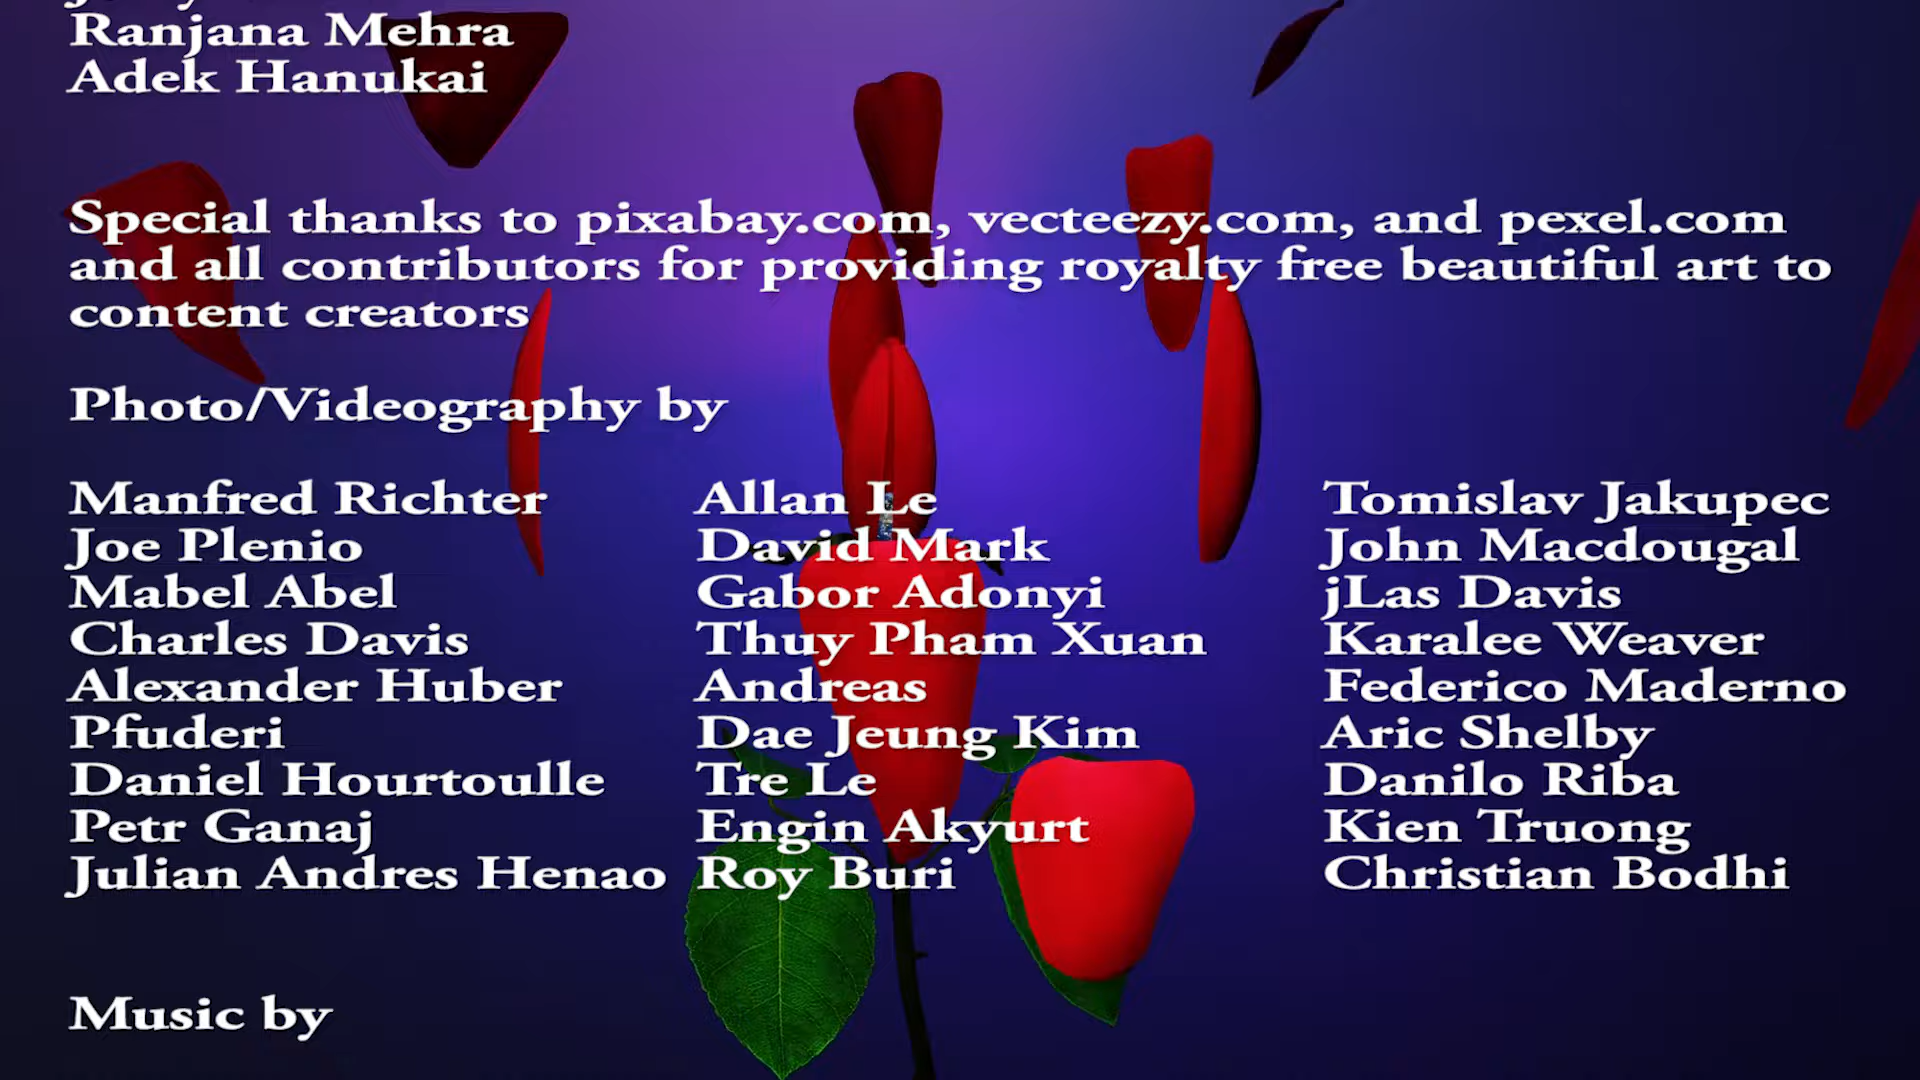 Ranjana Mehra
Adek Hanukai
Special thanks to pixabay.com, vecteezy.com, and pexel.com
and all contributors for providing royalty free beautiful art to
content creators
Photo/Videography by
Manfred Richter
Joe Plenio
Mabel Abel
Charles Davis
Alexander Huber
Pfuderi
Daniel Hourtoulle
Petr Ganaj
Julian Andres Henao
Allan Le
David Mark
Gabor Adonyi
Thuy Pham Xuan
Andreas
Dae Jeung Kim
Tre Le
Engin Akyurt
Roy Buri
Tomislav Jakupec
John Macdougal
jLas Davis
Karalee Weaver
Federico Maderno
Aric Shelby
Danilo Riba
Kien Truong
Christian Bodhi
Music by